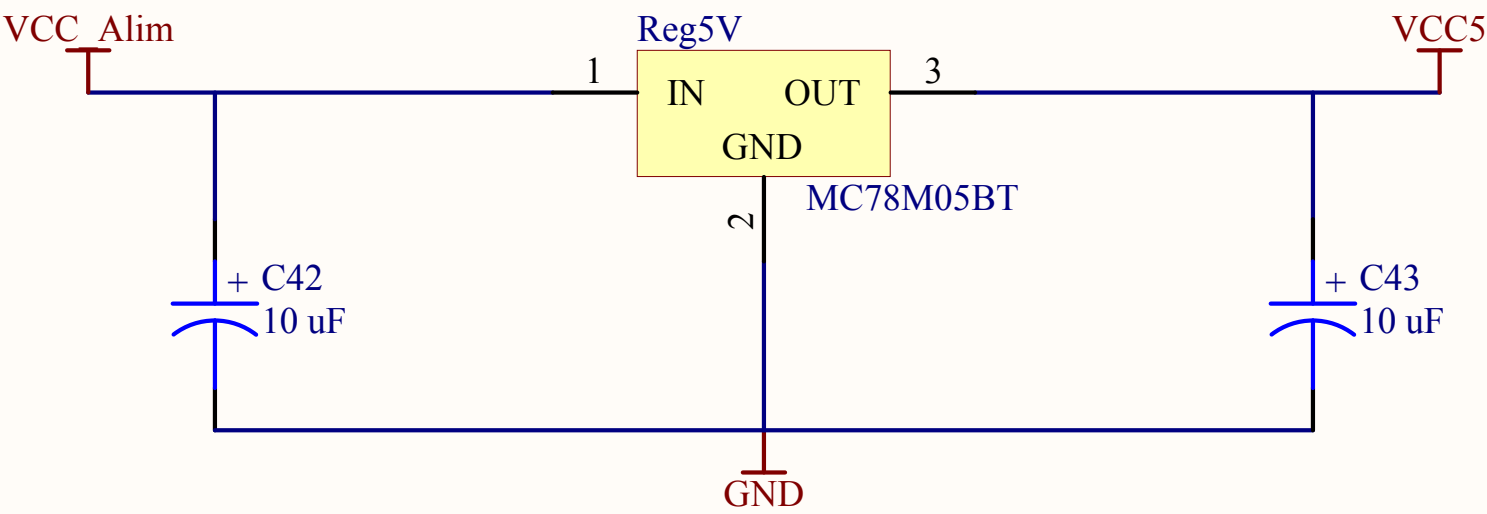 VCC_Alim
Reg5V
VCC5
1
IN
OUT
3
GND
MC78M05BT
2
+ C42
10 uF
+ C43
10 uF
GND